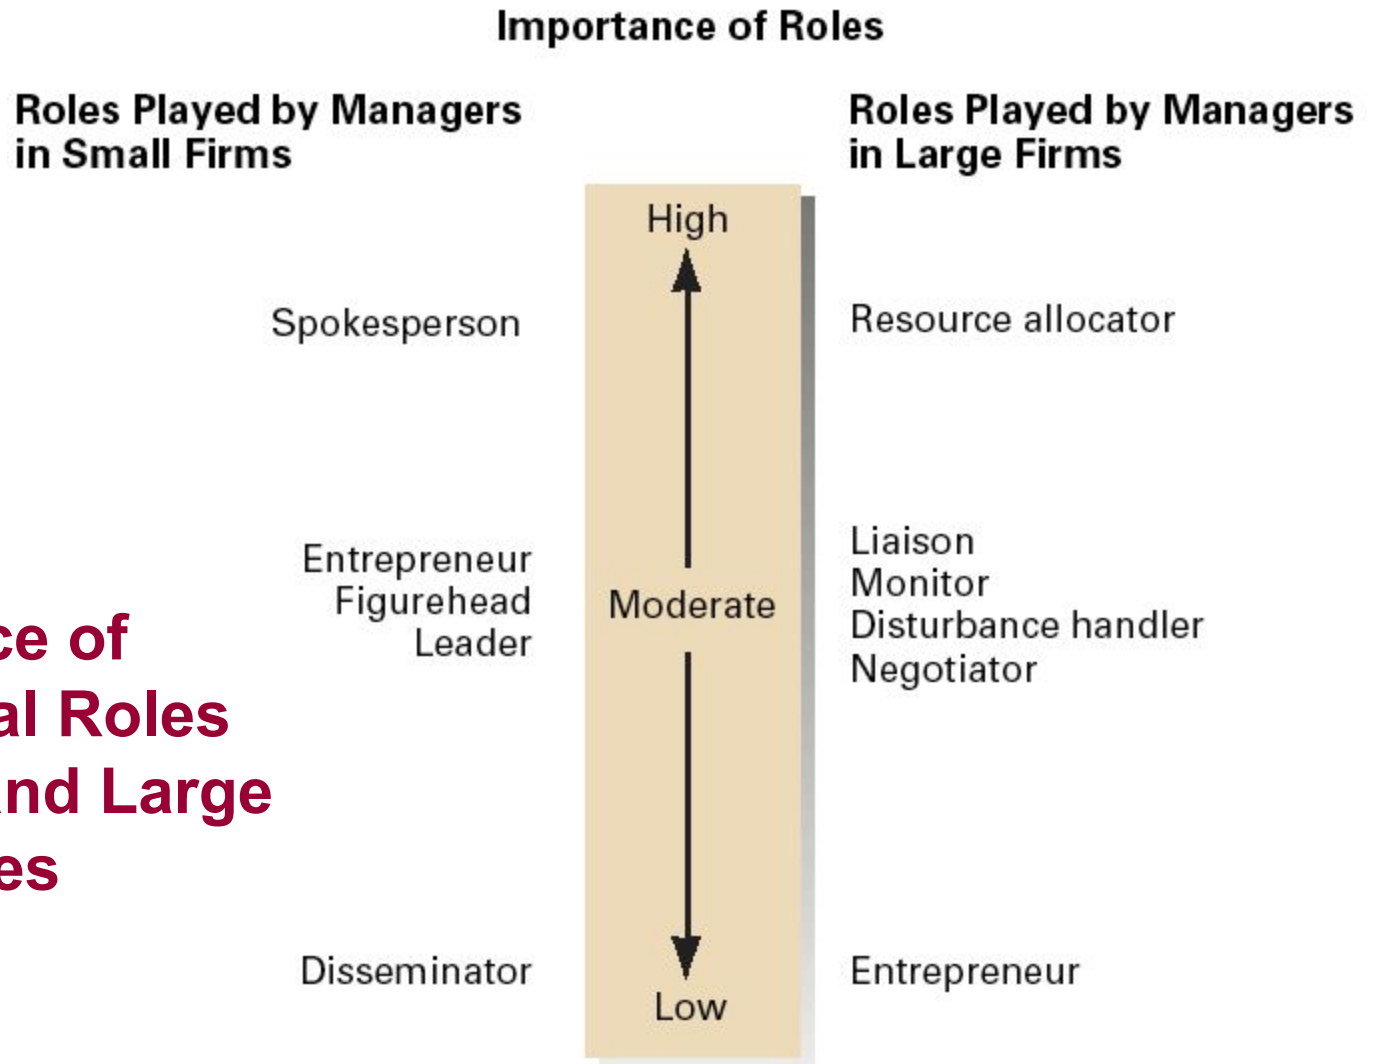 Importance of Roles
Roles Played by Managers
in Small Firms
Roles Played by Managers
in Large Firms
High
Spokesperson
Resource allocator
Entrepreneur
Figurehead
Leader
Moderate
Liaison
Monitor
Disturbance handler
Negotiator
ce of
al Roles
nd Large
es
Disseminator
Entrepreneur
Low